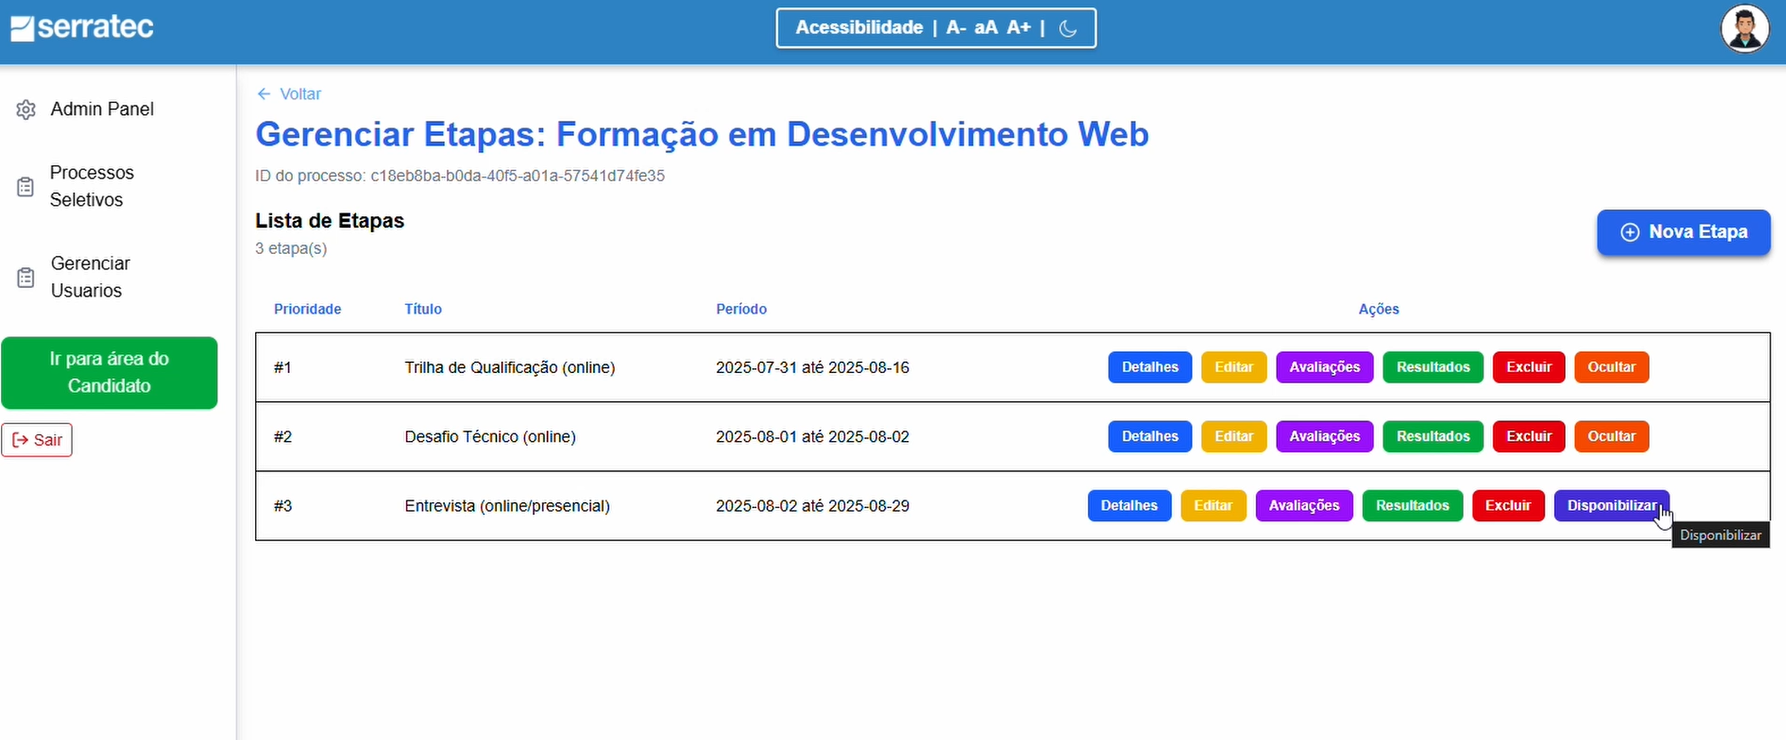 serratec
Acessibilidade | A- aA A+ |
Admin Panel
Processos
Seletivos
Gerenciar
Usuarios
Ir para área do
Candidato
Sair
Voltar
Gerenciar Etapas: Formação em Desenvolvimento Web
ID do processo: c18eb8ba-b0da-40f5-a01a-57541d74fe35
Lista de Etapas
3 etapa(s)
Nova Etapa
Prioridade Título Período Ações
#1 Trilha de Qualificação (online) 2025-07-31 até 2025-08-16 Detalhes Editar Avaliações Resultados Excluir Ocultar
#2 Desafio Técnico (online) 2025-08-01 até 2025-08-02 Detalhes Editar Avaliações Resultados Excluir Ocultar
#3 Entrevista (online/presencial) 2025-08-02 até 2025-08-29 Detalhes Editar Avaliações Resultados Excluir Disponibilizar
Disponibilizar